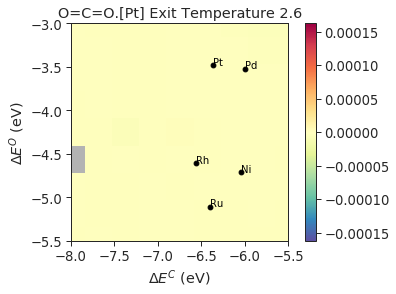 O=C=O.[Pt] Exit Temperature 2.6
−3.0
−3.5
−4.0
−4.5
−5.0
−5.5
ΔE^O (eV)
Pt
Pd
Rh
Ni
Ru
−8.0 −7.5 −7.0 −6.5 −6.0 −5.5
ΔE^C (eV)
0.00015
0.00010
0.00005
0.00000
−0.00005
−0.00010
−0.00015